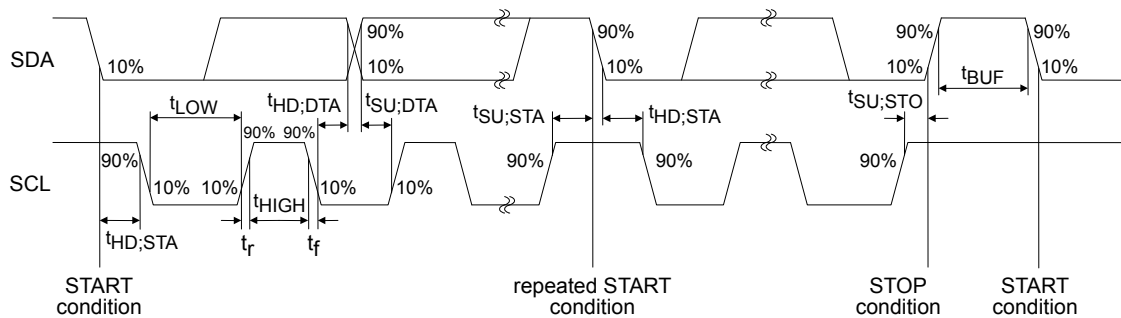 90% 90% 90% 90% 90%
SDA
10% 10% 10% 10% 10%
tLOW tHD;DTA tSU;DTA tSU;STA tHD;STA tSU;STO tBUF
90% 90% 90% 90% 90% 90%
SCL
10% 10% 10% 10%
tHIGH
tHD;STA tr tf
START condition
repeated START condition
STOP condition
START condition